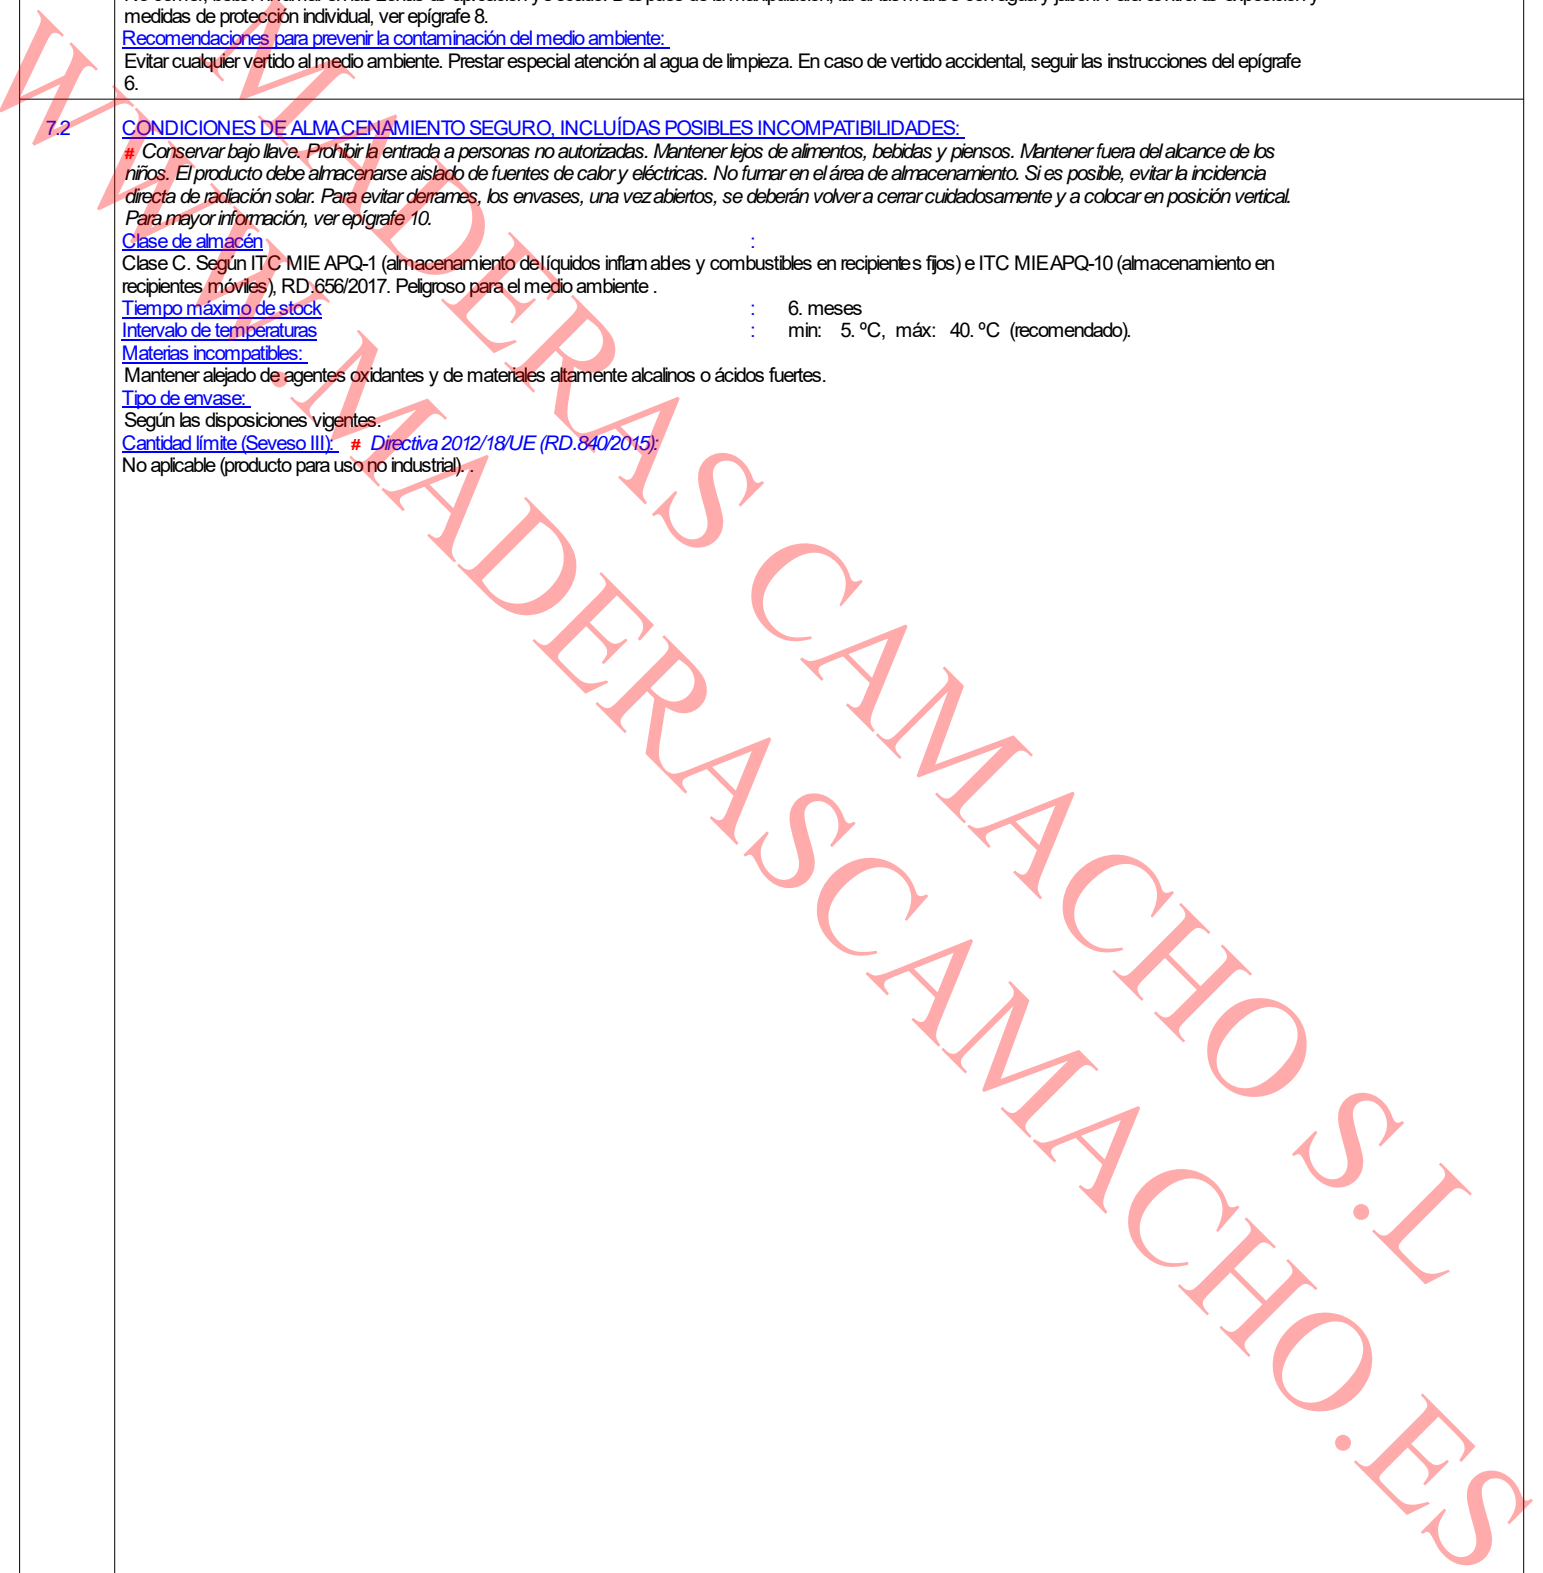 medidas de protección individual, ver epígrafe 8.
Recomendaciones para prevenir la contaminación del medio ambiente:
Evitar cualquier vertido al medio ambiente. Prestar especial atención al agua de limpieza. En caso de vertido accidental, seguir las instrucciones del epígrafe
6.
7.2 CONDICIONES DE ALMACENAMIENTO SEGURO, INCLUÍDAS POSIBLES INCOMPATIBILIDADES:
# Conservar bajo llave. Prohibir la entrada a personas no autorizadas. Mantener lejos de alimentos, bebidas y piensos. Mantener fuera del alcance de los
niños. El producto debe almacenarse aislado de fuentes de calor y eléctricas. No fumar en el área de almacenamiento. Si es posible, evitar la incidencia
directa de radiación solar. Para evitar derrames, los envases, una vez abiertos, se deberán volver a cerrar cuidadosamente y a colocar en posición vertical.
Para mayor información, ver epígrafe 10.
Clase de almacén :
Clase C. Según ITC MIE APQ-1 (almacenamiento de líquidos inflamables y combustibles en recipientes fijos) e ITC MIE APQ-10 (almacenamiento en
recipientes móviles), RD.656/2017. Peligroso para el medio ambiente .
Tiempo máximo de stock : 6. meses
Intervalo de temperaturas : min: 5. ºC, máx: 40. ºC (recomendado).
Materias incompatibles:
Mantener alejado de agentes oxidantes y de materiales altamente alcalinos o ácidos fuertes.
Tipo de envase:
Según las disposiciones vigentes.
Cantidad límite (Seveso III): # Directiva 2012/18/UE (RD.840/2015):
No aplicable (producto para uso no industrial). .
MADERAS CAMACHO S.L
WWW.MADERASCAMACHO.ES